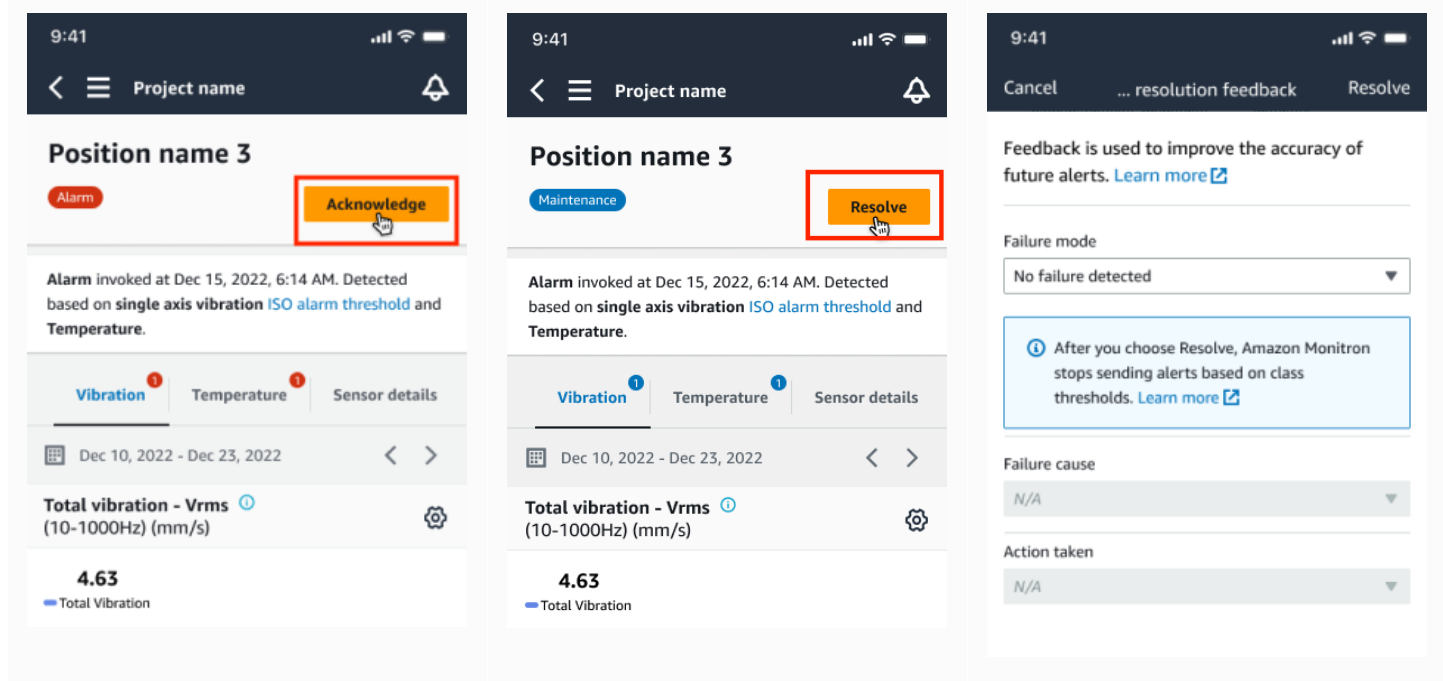 9:41
Project name
Position name 3
Alarm
Acknowledge
Alarm invoked at Dec 15, 2022, 6:14 AM. Detected
based on single axis vibration ISO alarm threshold and
Temperature.
1
1
Vibration
Temperature
Sensor details
Dec 10, 2022 - Dec 23, 2022
Total vibration - Vrms
(10-1000Hz) (mm/s)
4.63
Total Vibration
9:41
Project name
Position name 3
Maintenance
Resolve
Alarm invoked at Dec 15, 2022, 6:14 AM. Detected
based on single axis vibration ISO alarm threshold and
Temperature.
1
1
Vibration
Temperature
Sensor details
Dec 10, 2022 - Dec 23, 2022
Total vibration - Vrms
(10-1000Hz) (mm/s)
4.63
Total Vibration
9:41
Cancel
... resolution feedback
Resolve
Feedback is used to improve the accuracy of
future alerts. Learn more
Failure mode
No failure detected
After you choose Resolve, Amazon Monitron
stops sending alerts based on class
thresholds. Learn more
Failure cause
N/A
Action taken
N/A